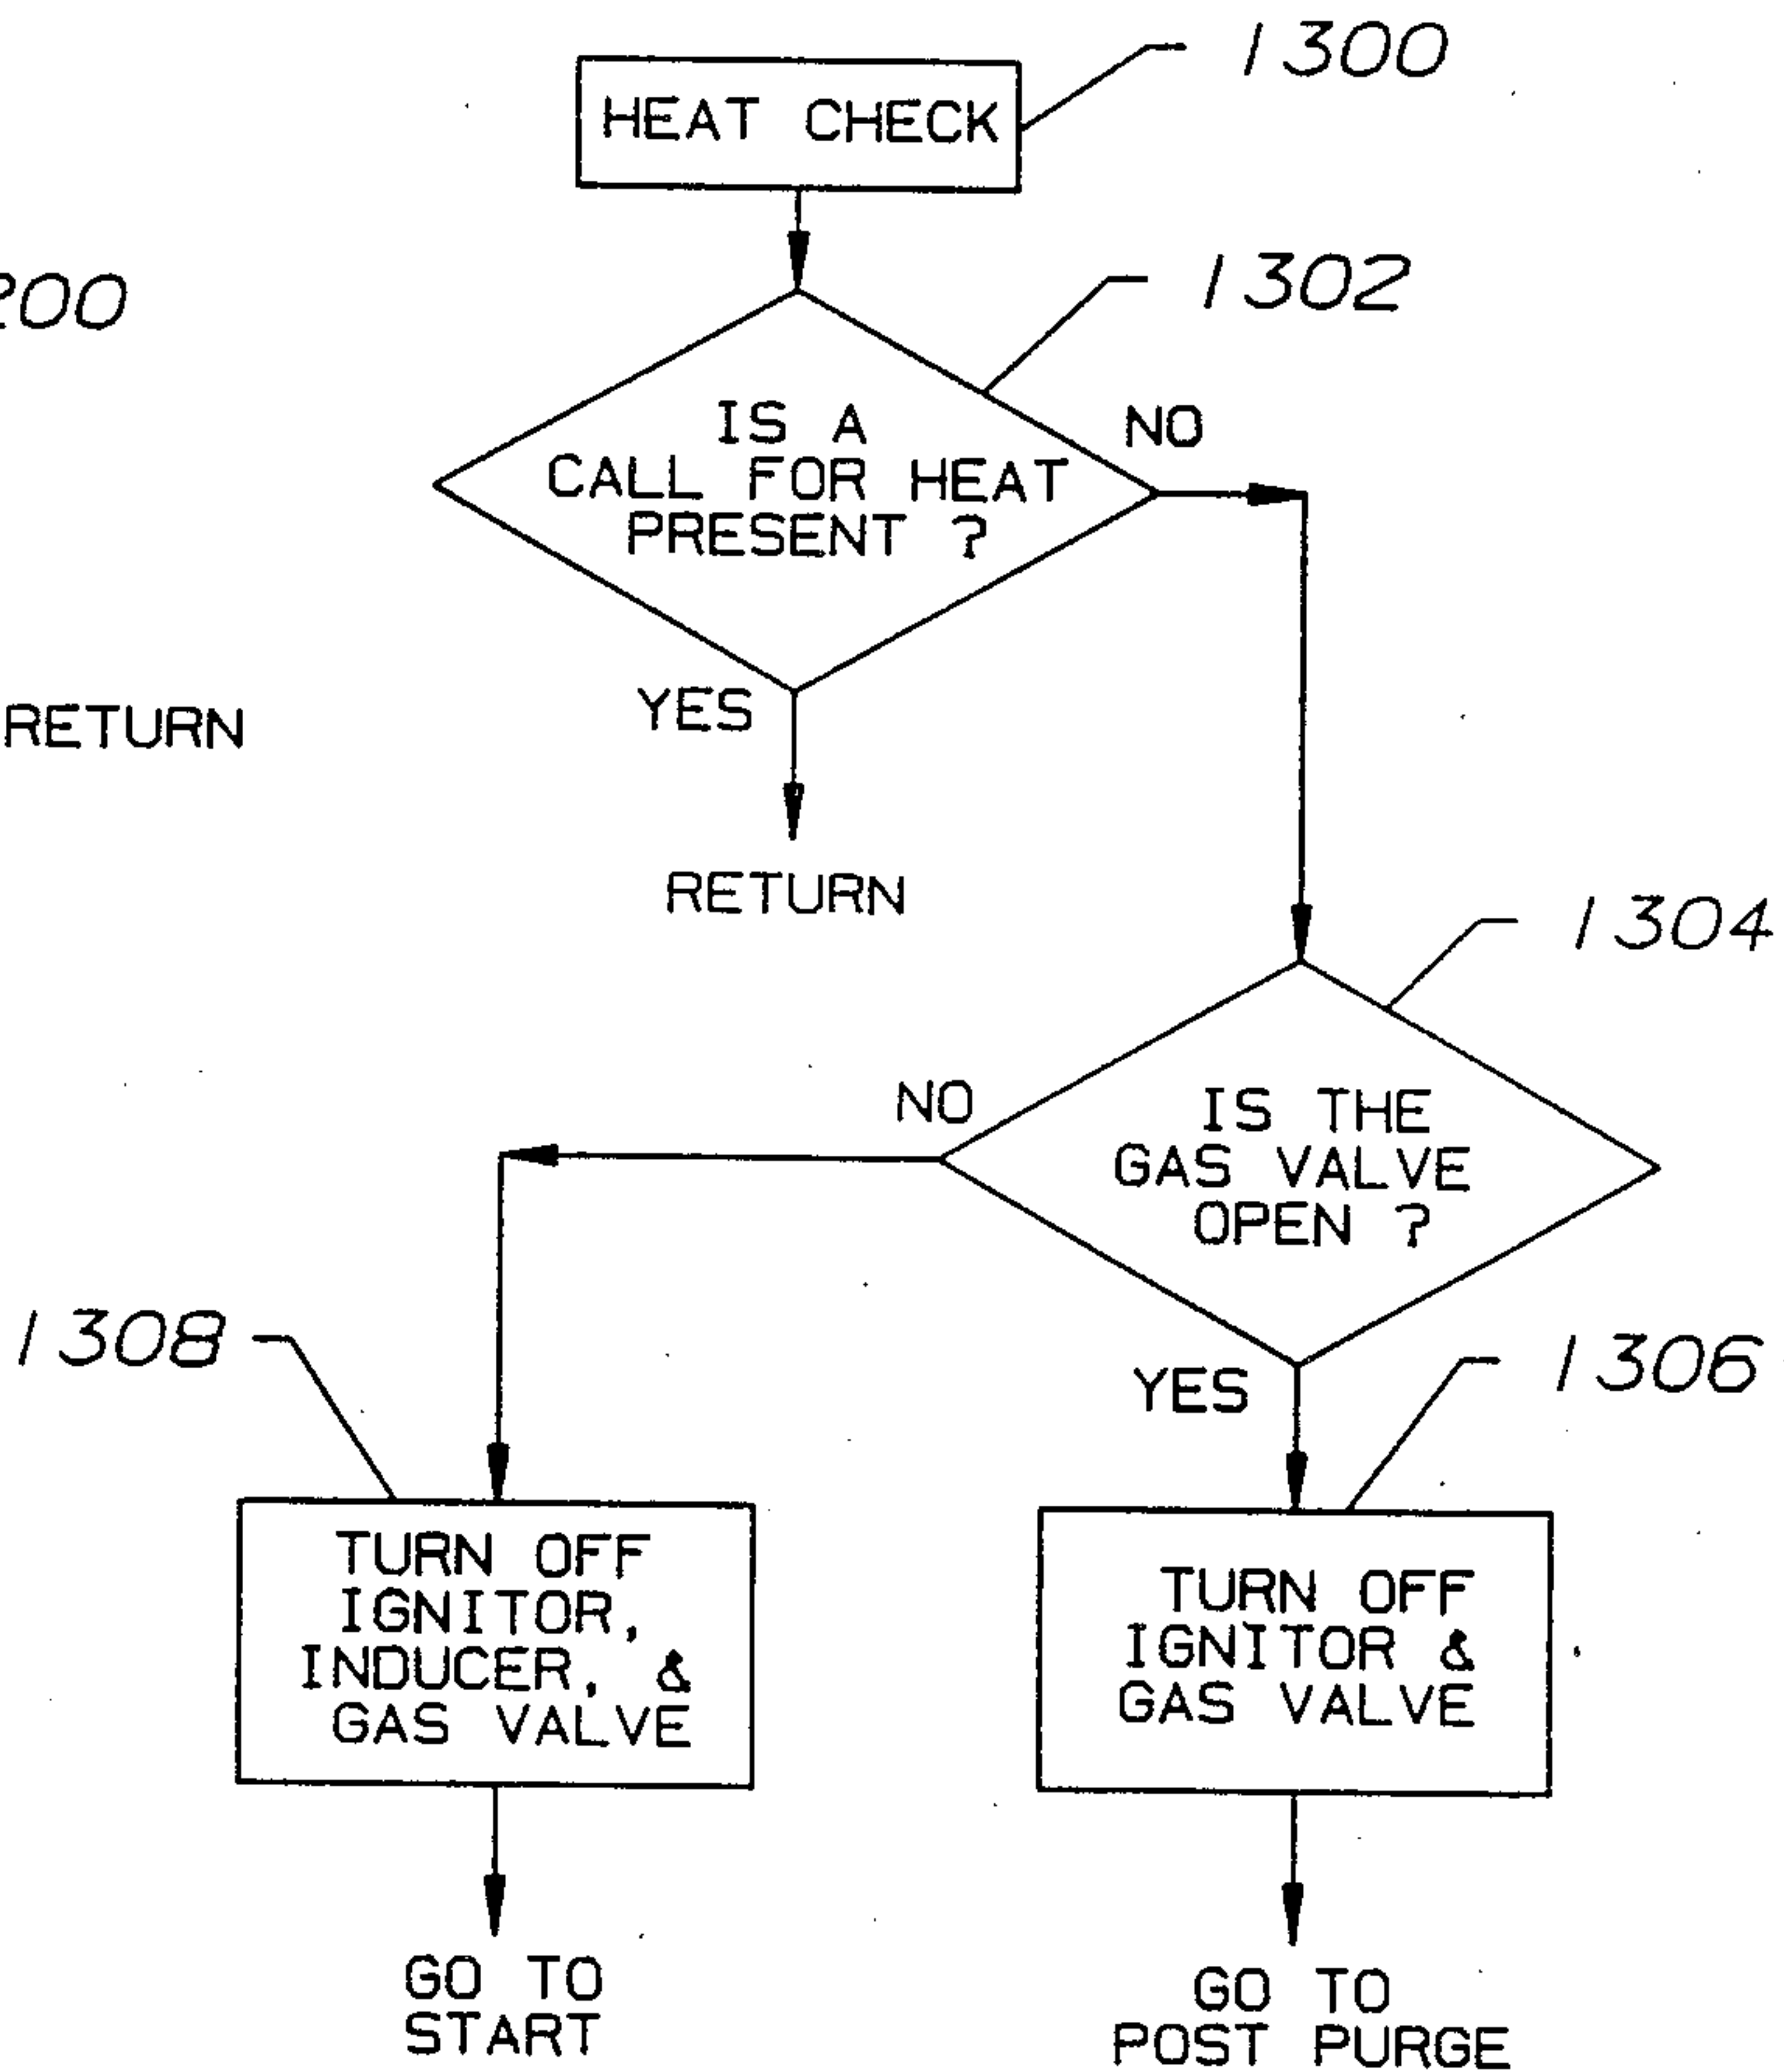 1300
HEAT CHECK
1302
IS A
CALL FOR HEAT
PRESENT ?
NO
YES
RETURN
RETURN
1304
IS THE
GAS VALVE
OPEN ?
NO
YES
1308
1306
TURN OFF
IGNITOR,
INDUCER, &
GAS VALVE
TURN OFF
IGNITOR &
GAS VALVE
GO TO
START
GO TO
POST PURGE